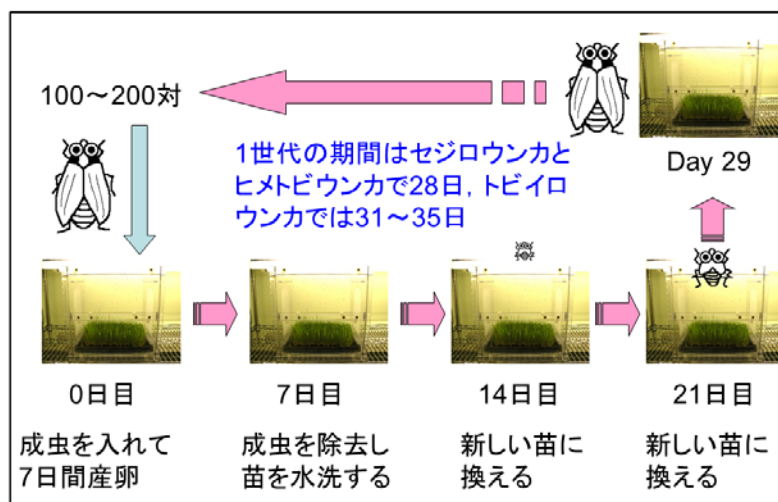 100～200対
1世代の期間はセジロウンカと
ヒメトビウンカで28日，トビイロ
ウンカでは31～35日
Day 29
0日目
7日目
14日目
21日目
成虫を入れて
7日間産卵
成虫を除去し
苗を水洗する
新しい苗に
換える
新しい苗に
換える